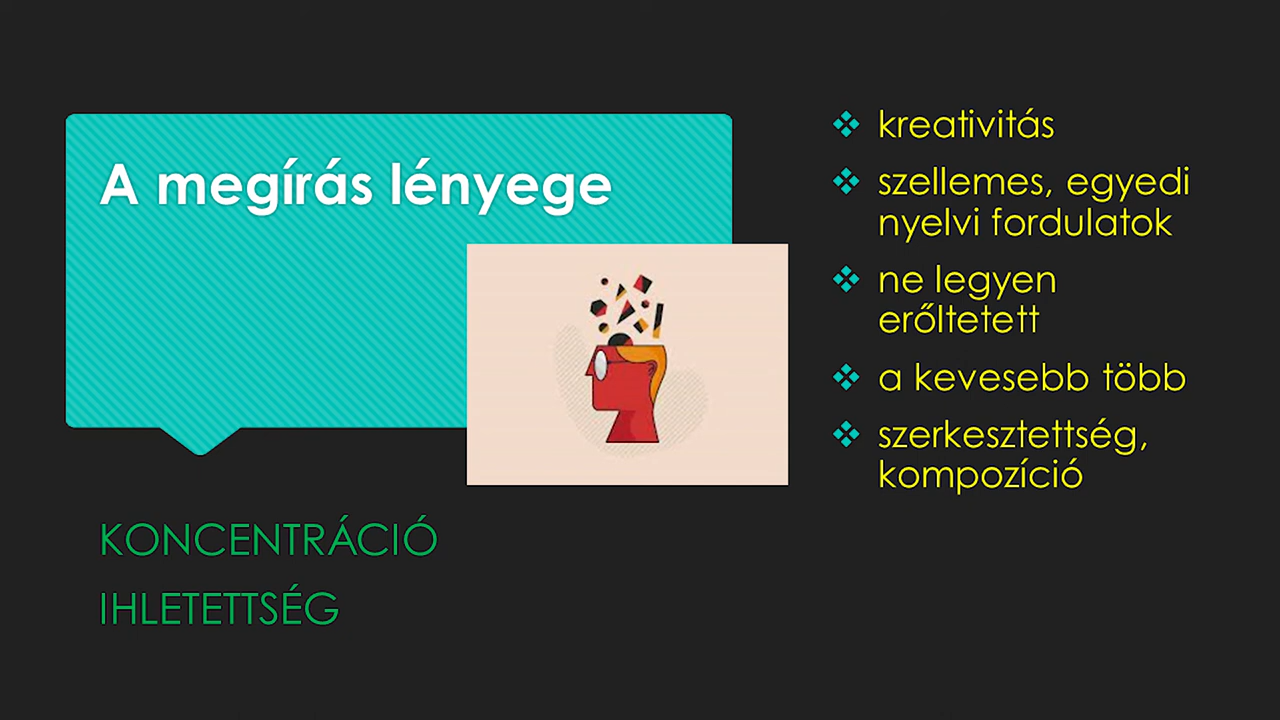 A megírás lényege
KONCENTRÁCIÓ
IHLETETTSÉG
kreativitás
szellemes, egyedi
nyelvi fordulatok
ne legyen
erőltetett
a kevesebb több
szerkesztettség,
kompozíció